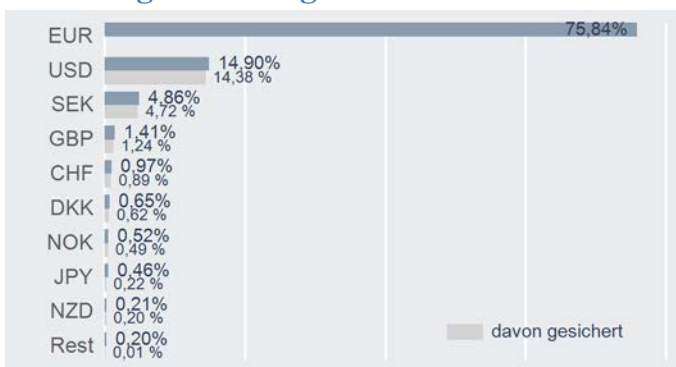 EUR 75,84%
USD 14,90%
14,38 %
SEK 4,86%
4,72 %
GBP 1,41%
1,24 %
CHF 0,97%
0,89 %
DKK 0,65%
0,62 %
NOK 0,52%
0,49 %
JPY 0,46%
0,22 %
NZD 0,21%
0,20 %
Rest 0,20%
0,01 %
davon gesichert